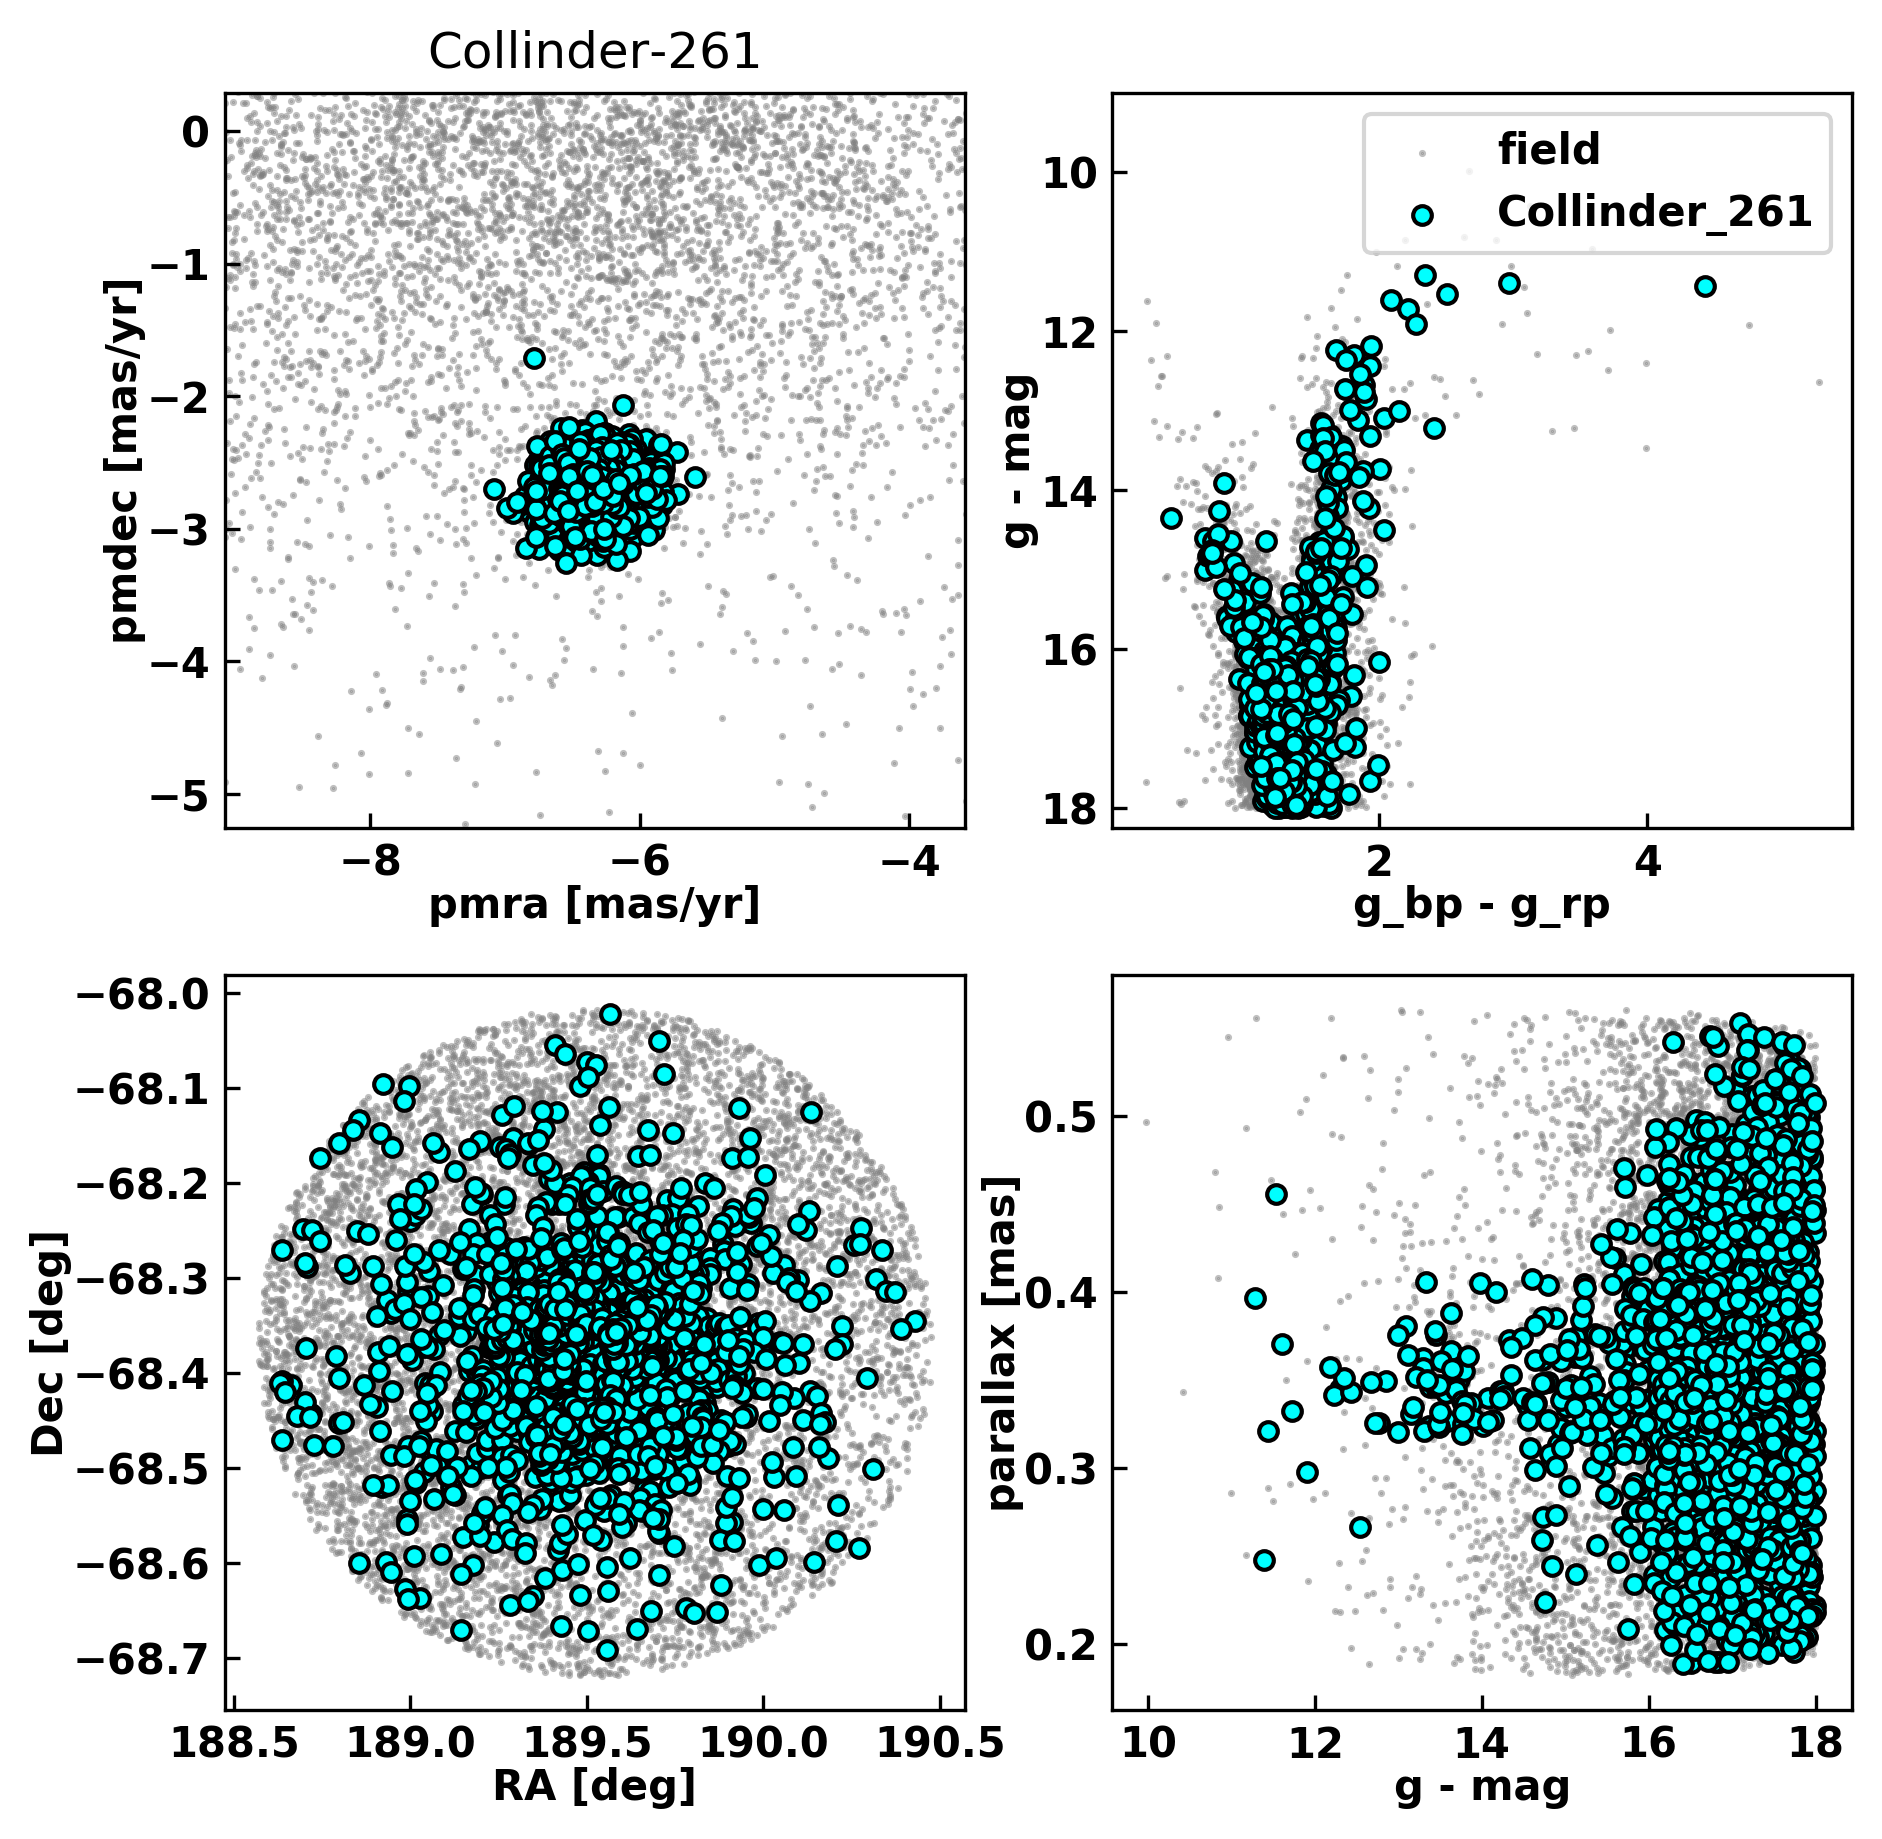 Collinder-261
0
−1
−2
−3
−4
−5
pmdec [mas/yr]
−8 −6 −4
pmra [mas/yr]
field
Collinder_261
10
12
14
16
18
g - mag
2 4
g_bp - g_rp
−68.0
−68.1
−68.2
−68.3
−68.4
−68.5
−68.6
−68.7
Dec [deg]
188.5 189.0 189.5 190.0 190.5
RA [deg]
0.5
0.4
0.3
0.2
parallax [mas]
10 12 14 16 18
g - mag